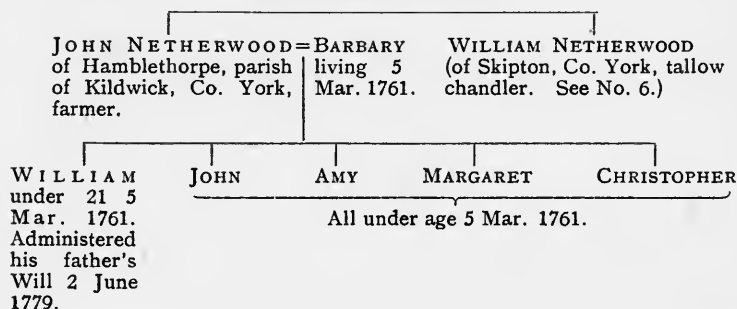 JOHN NETHERWOOD=BARBARY
of Hamblethorpe, parish
of Kildwick, Co. York,
farmer.
living 5
Mar. 1761.
WILLIAM NETHERWOOD
(of Skipton, Co. York, tallow
chandler. See No. 6.)
WILLIAM
under 21 5
Mar. 1761.
Administered
his father's
Will 2 June
1779.
JOHN
AMY
MARGARET
CHRISTOPHER
All under age 5 Mar. 1761.